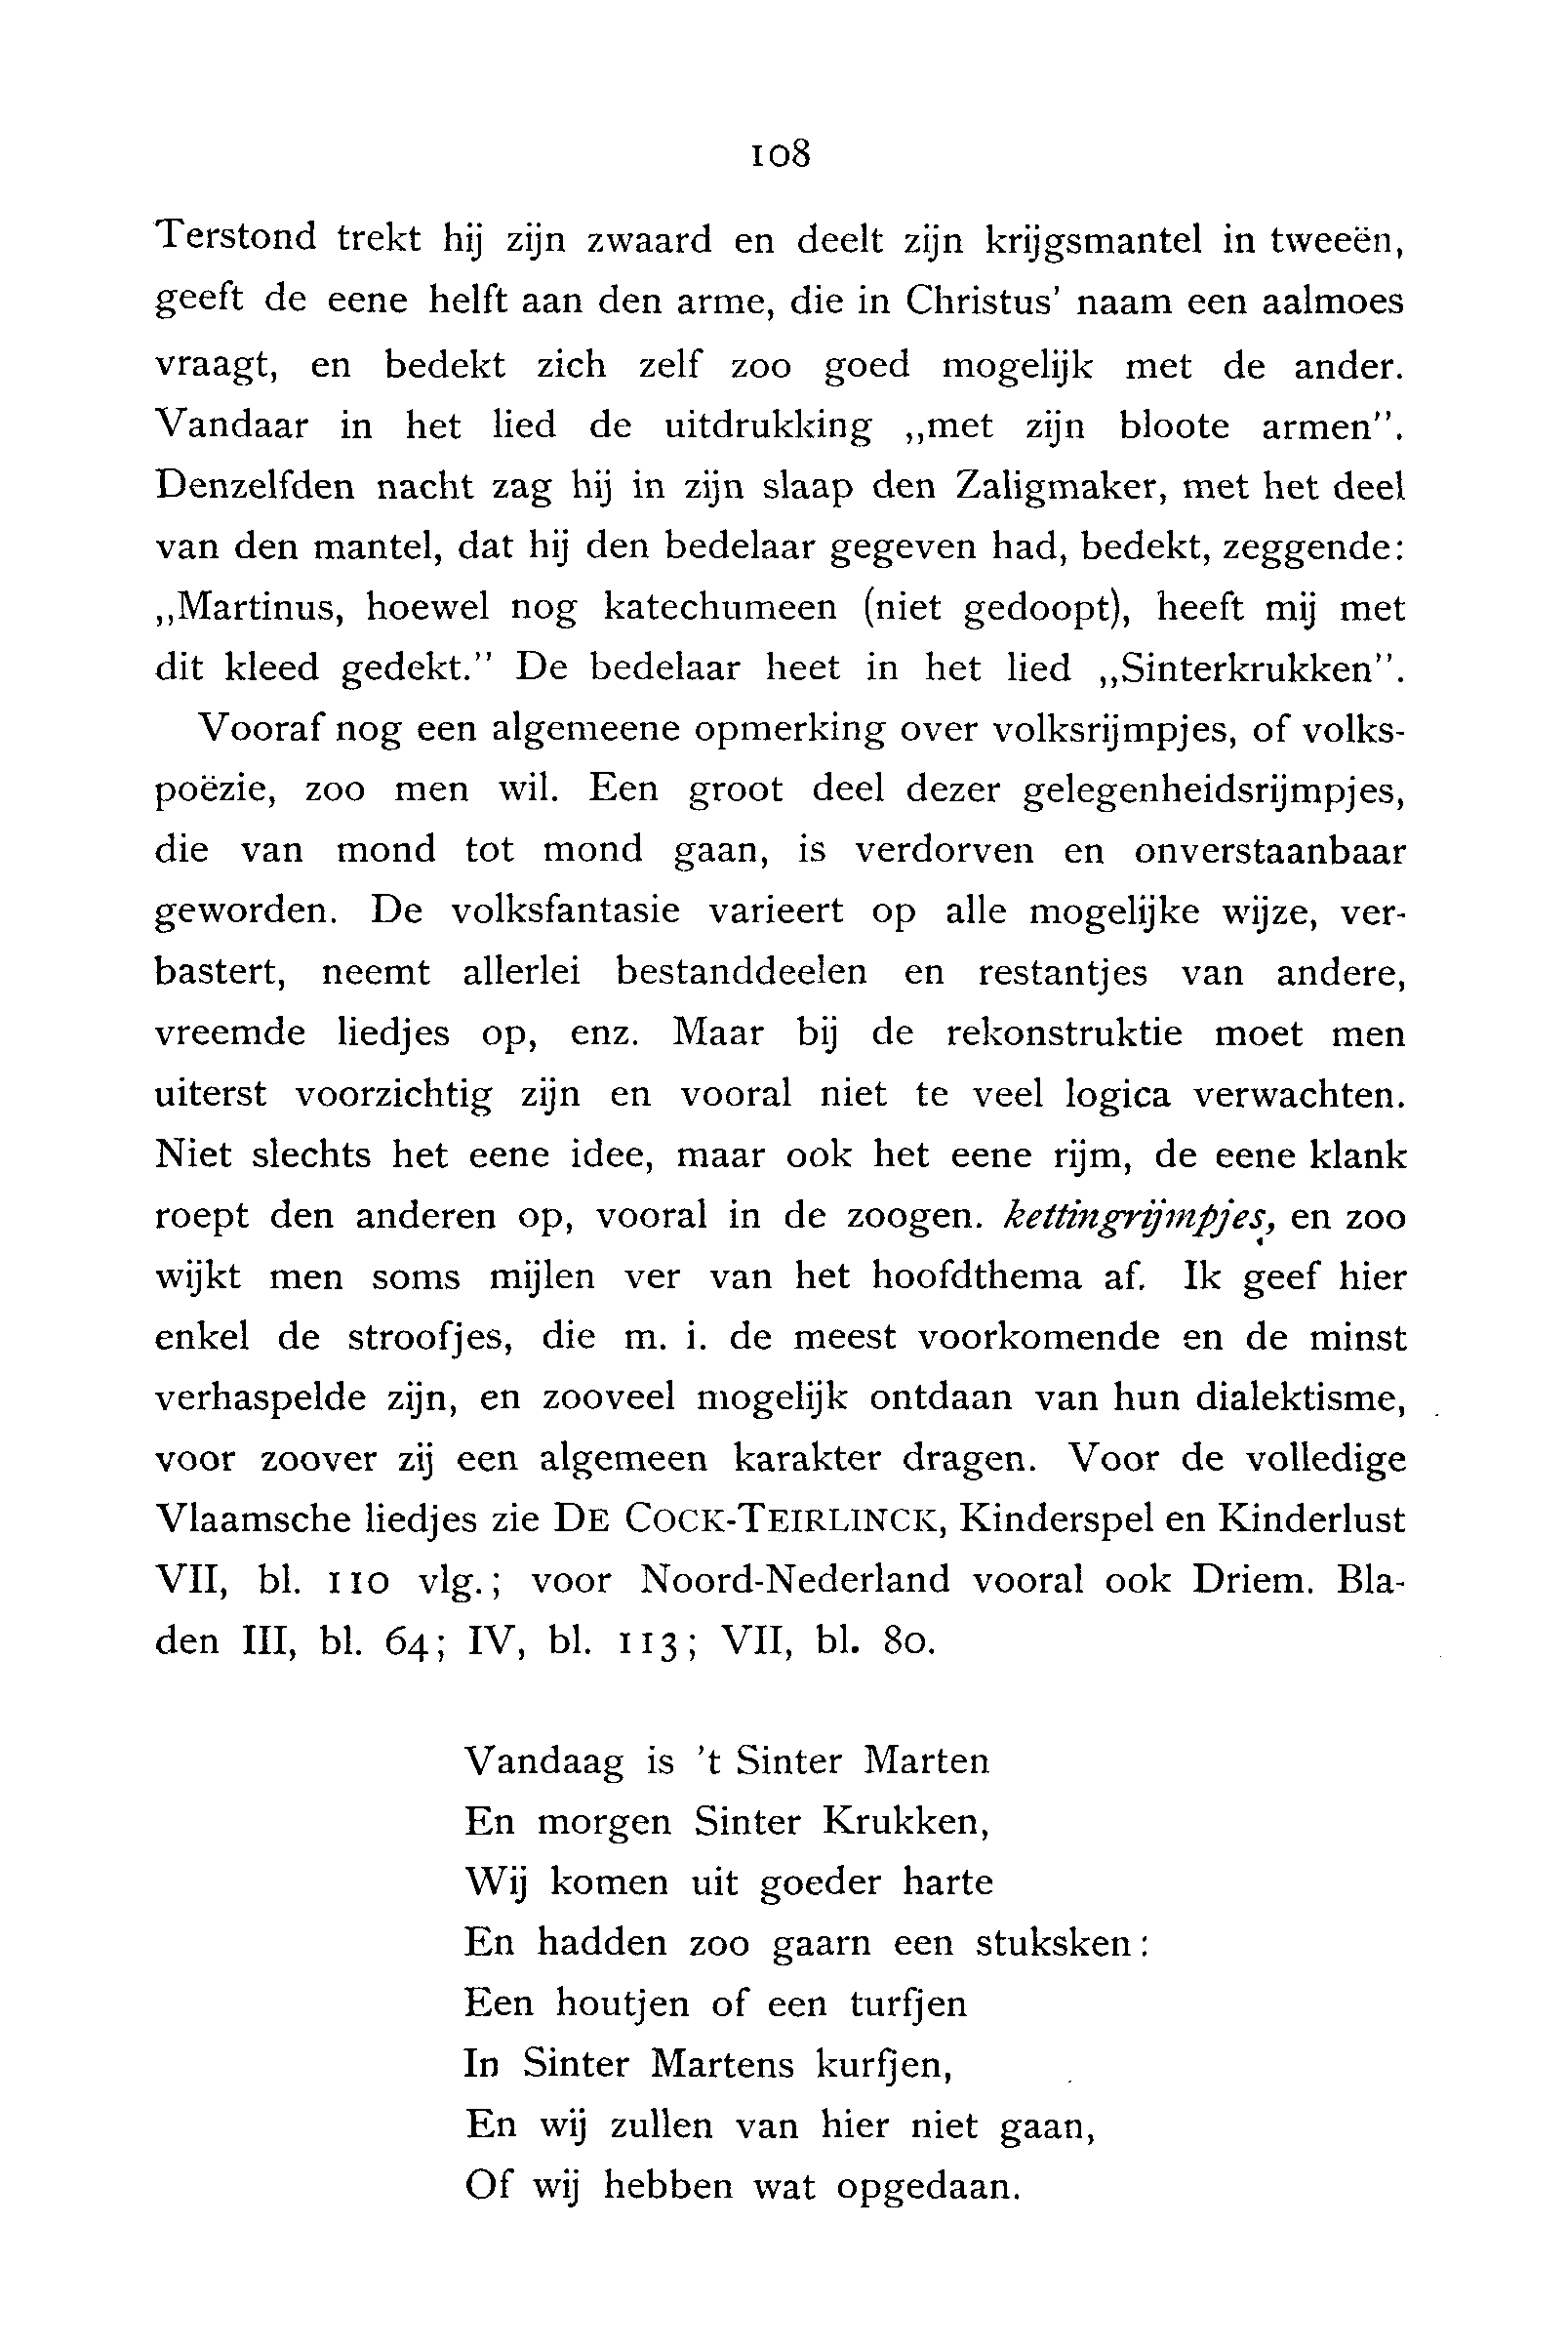 108
Terstond trekt hij zijn zwaard en deelt zijn krijgsmantel in tweeën,
geeft de eene helft aan den arme, die in Christus' naam een aalmoes
vraagt, en bedekt zich zelf zoo goed mogelijk met de ander.
Vandaar in het lied de uitdrukking „met zijn bloote armen”.
Denzelfden nacht zag hij in zijn slaap den Zaligmaker, met het deel
van den mantel, dat hij den bedelaar gegeven had, bedekt, zeggende:
„Martinus, hoewel nog katechumeen (niet gedoopt), heeft mij met
dit kleed gedekt.” De bedelaar heet in het lied „Sinterkrukken”.
Vooraf nog een algemeene opmerking over volksrijmpjes, of volks-
poëzie, zoo men wil. Een groot deel dezer gelegenheidsrijmpjes,
die van mond tot mond gaan, is verdorven en onverstaanbaar
geworden. De volksfantasie varieert op alle mogelijke wijze, ver-
bastert, neemt allerlei bestanddeelen en restantjes van andere,
vreemde liedjes op, enz. Maar bij de rekonstruktie moet men
uiterst voorzichtig zijn en vooral niet te veel logica verwachten.
Niet slechts het eene idee, maar ook het eene rijm, de eene klank
roept den anderen op, vooral in de zoogen. kettingrijmpjes, en zoo
wijkt men soms mijlen ver van het hoofdthema af. Ik geef hier
enkel de stroofjes, die m. i. de meest voorkomende en de minst
verhaspelde zijn, en zooveel mogelijk ontdaan van hun dialektisme,
voor zoover zij een algemeen karakter dragen. Voor de volledige
Vlaamsche liedjes zie DE COCK-TEIRLINCK, Kinderspel en Kinderlust
VII, bl. 110 vlg.; voor Noord-Nederland vooral ook Driem. Bla-
den III, bl. 64; IV, bl. 113; VII, bl. 80.
Vandaag is 't Sinter Marten
En morgen Sinter Krukken,
Wij komen uit goeder harte
En hadden zoo gaarn een stuksken:
Een houtjen of een turfjen
In Sinter Martens kurfjen,
En wij zullen van hier niet gaan,
Of wij hebben wat opgedaan.